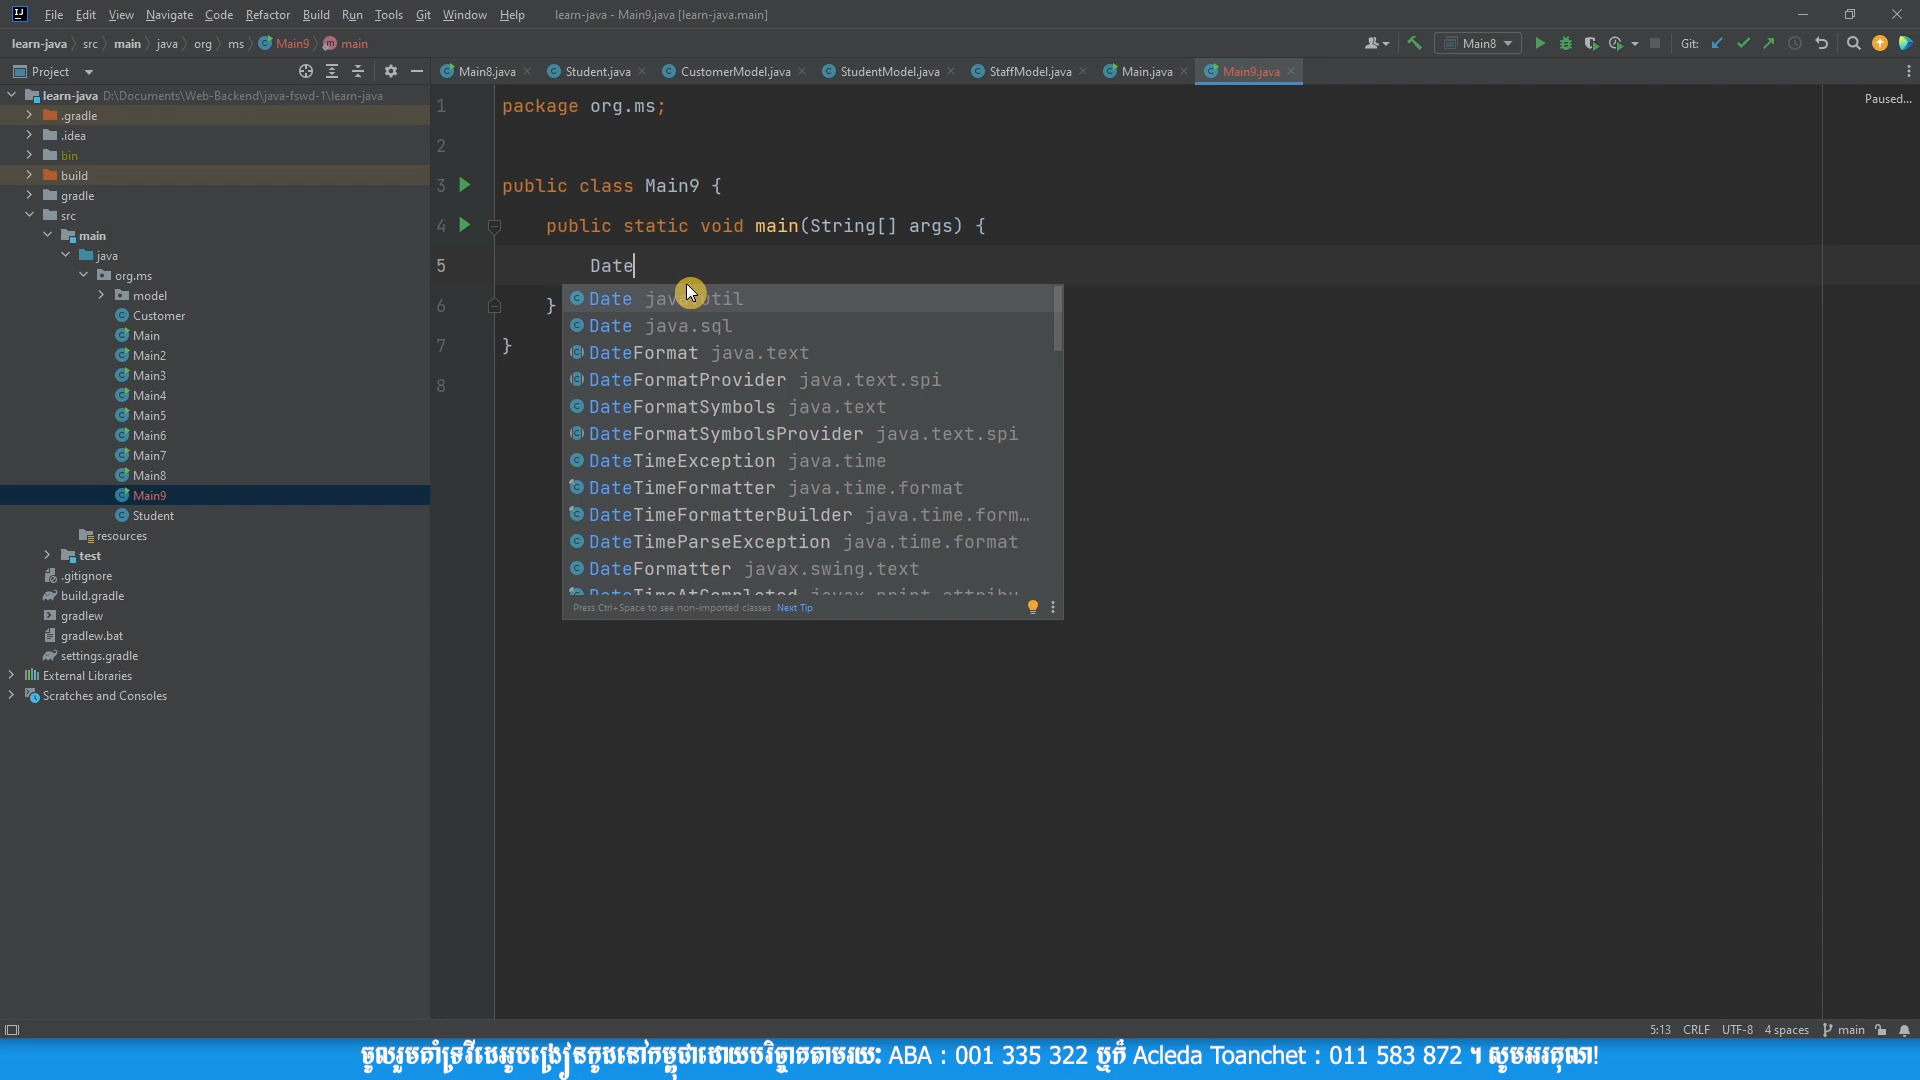 File Edit View Navigate Code Refactor Build Run Tools Git Window Help learn-java - Main9.java [learn-java.main]
learn-java src main java org ms Main9 main Main8 Git:
Project Main8.java Student.java CustomerModel.java StudentModel.java StaffModel.java Main.java Main9.java
learn-java D:\Documents\Web-Backend\java-fswd-1\learn-java
.gradle
.idea
bin
build
gradle
src
main
java
org.ms
model
Customer
Main
Main2
Main3
Main4
Main5
Main6
Main7
Main8
Main9
Student
resources
test
.gitignore
build.gradle
gradlew
gradlew.bat
settings.gradle
External Libraries
Scratches and Consoles
Paused...
1 package org.ms;
2
3 public class Main9 {
4 public static void main(String[] args) {
5 Date
6 }
7 }
8
Date java.util
Date java.sql
DateFormat java.text
DateFormatProvider java.text.spi
DateFormatSymbols java.text
DateFormatSymbolsProvider java.text.spi
DateTimeException java.time
DateTimeFormatter java.time.format
DateTimeFormatterBuilder java.time.form…
DateTimeParseException java.time.format
DateFormatter javax.swing.text
Press Ctrl+Space to see non-imported classes Next Tip
5:13 CRLF UTF-8 4 spaces main
ចូលរួមគាំទ្រវីដេអូបង្រៀនកូដនៅកម្ពុជាដោយបរិច្ចាគតាមរយៈ ABA : 001 335 322 ឬក៏ Acleda Toanchet : 011 583 872 ។ សូមអរគុណ!